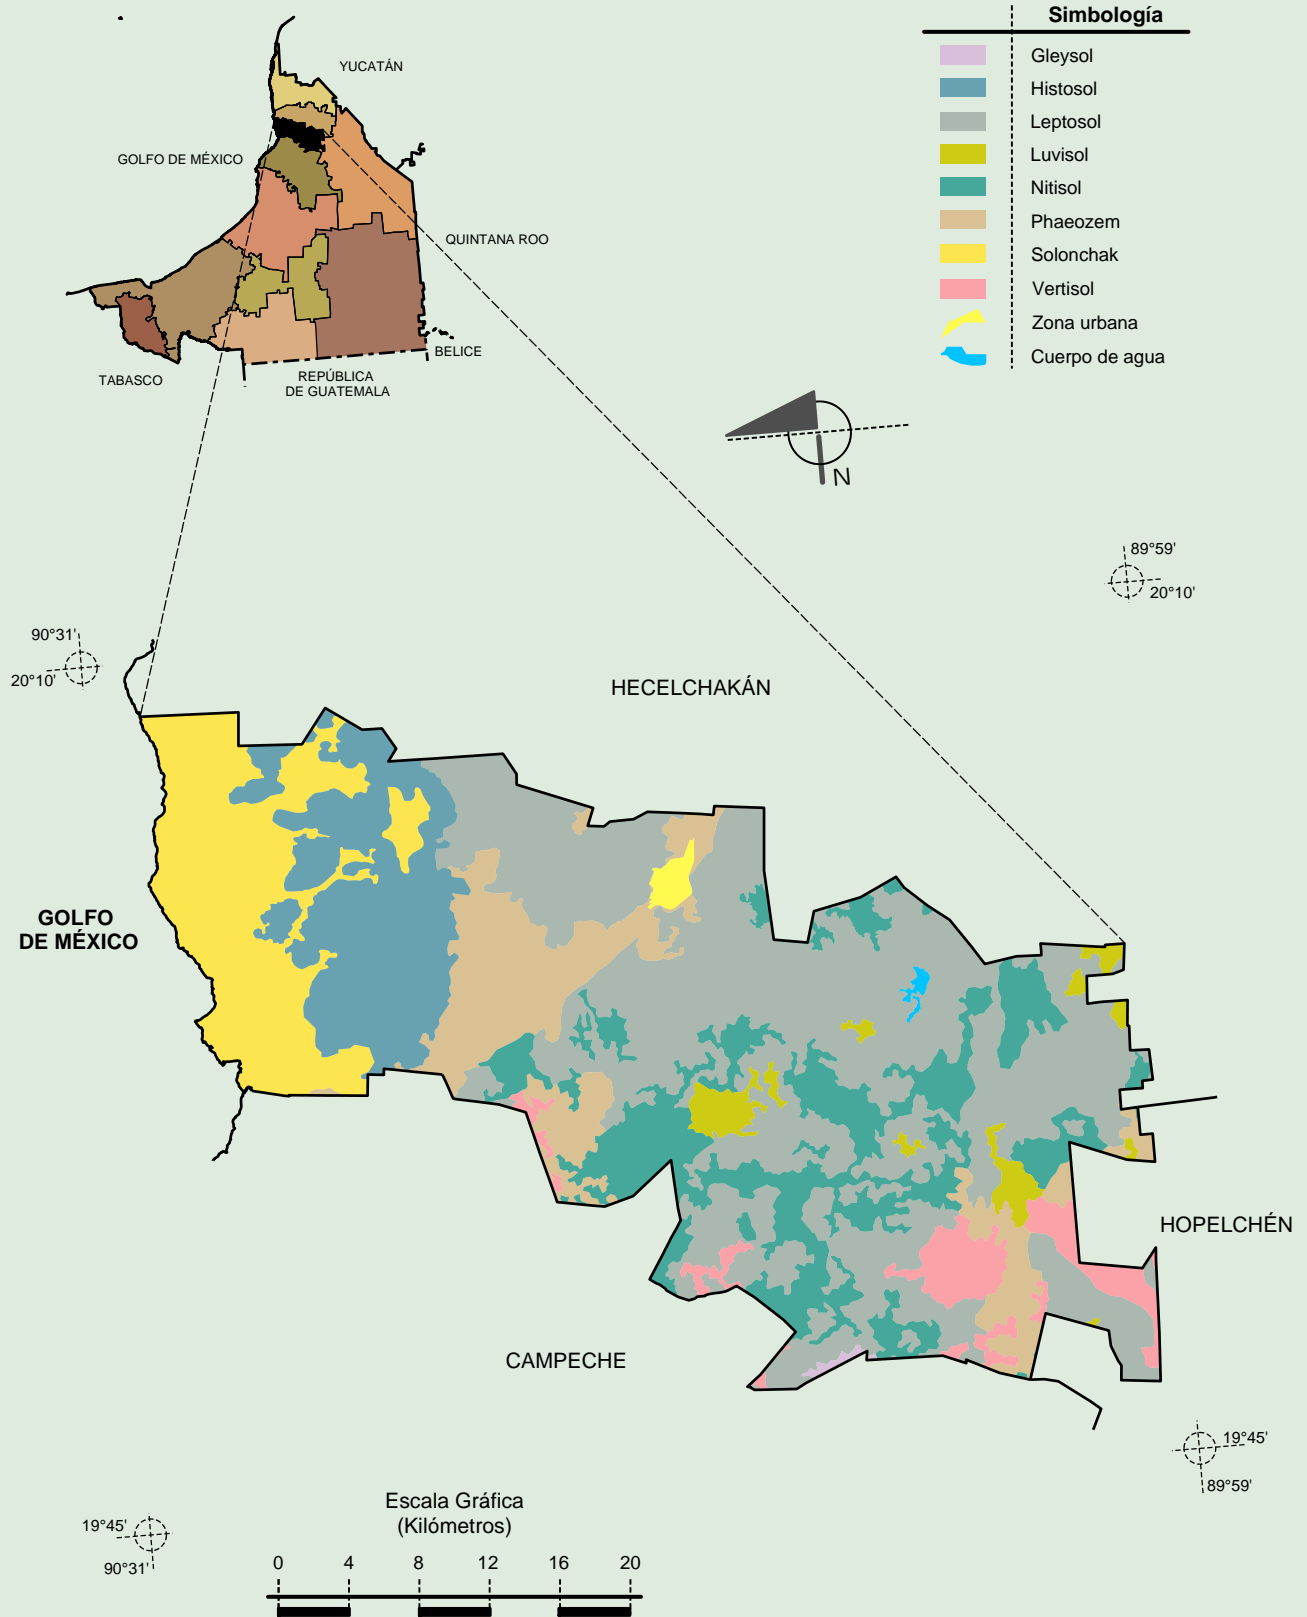 Simbología
Gleysol
Histosol
Leptosol
Luvisol
Nitisol
Phaeozem
Solonchak
Vertisol
Zona urbana
Cuerpo de agua
YUCATÁN
GOLFO DE MÉXICO
QUINTANA ROO
BELICE
TABASCO
REPÚBLICA
DE GUATEMALA
N
89°59'
20°10'
90°31'
20°10'
HECELCHAKÁN
GOLFO
DE MÉXICO
HOPELCHÉN
CAMPECHE
19°45'
89°59'
19°45'
90°31'
Escala Gráfica
(Kilómetros)
0 4 8 12 16 20